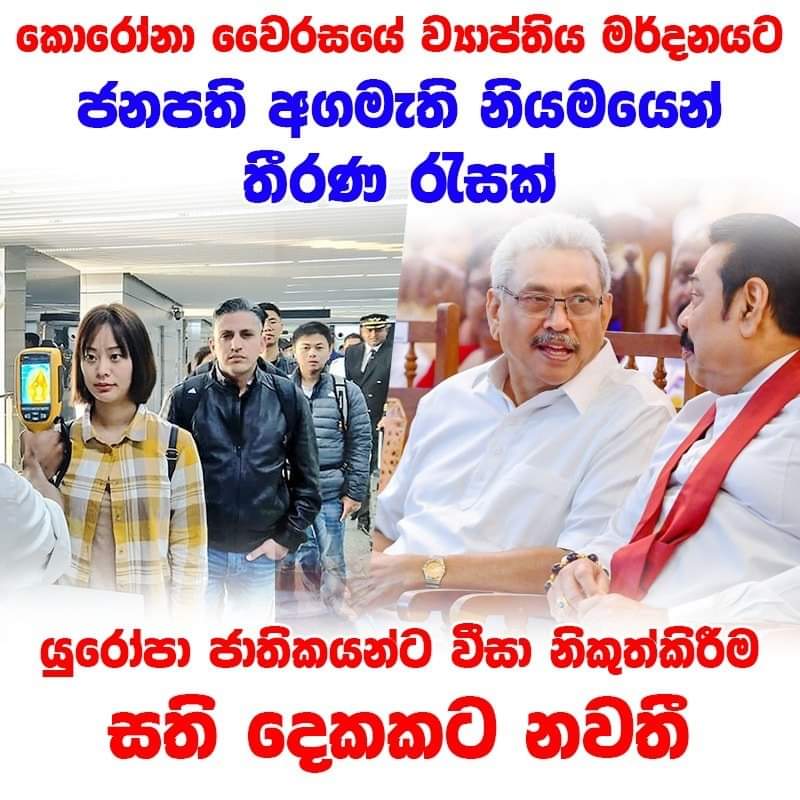 කොරෝනා වෛරසයේ ව්‍යාප්තිය මර්දනයට
ජනපති අගමැති නියමයෙන්
තීරණ රැසක්
යුරෝපා ජාතිකයන්ට වීසා නිකුත්කිරීම
සති දෙකකට නවතී